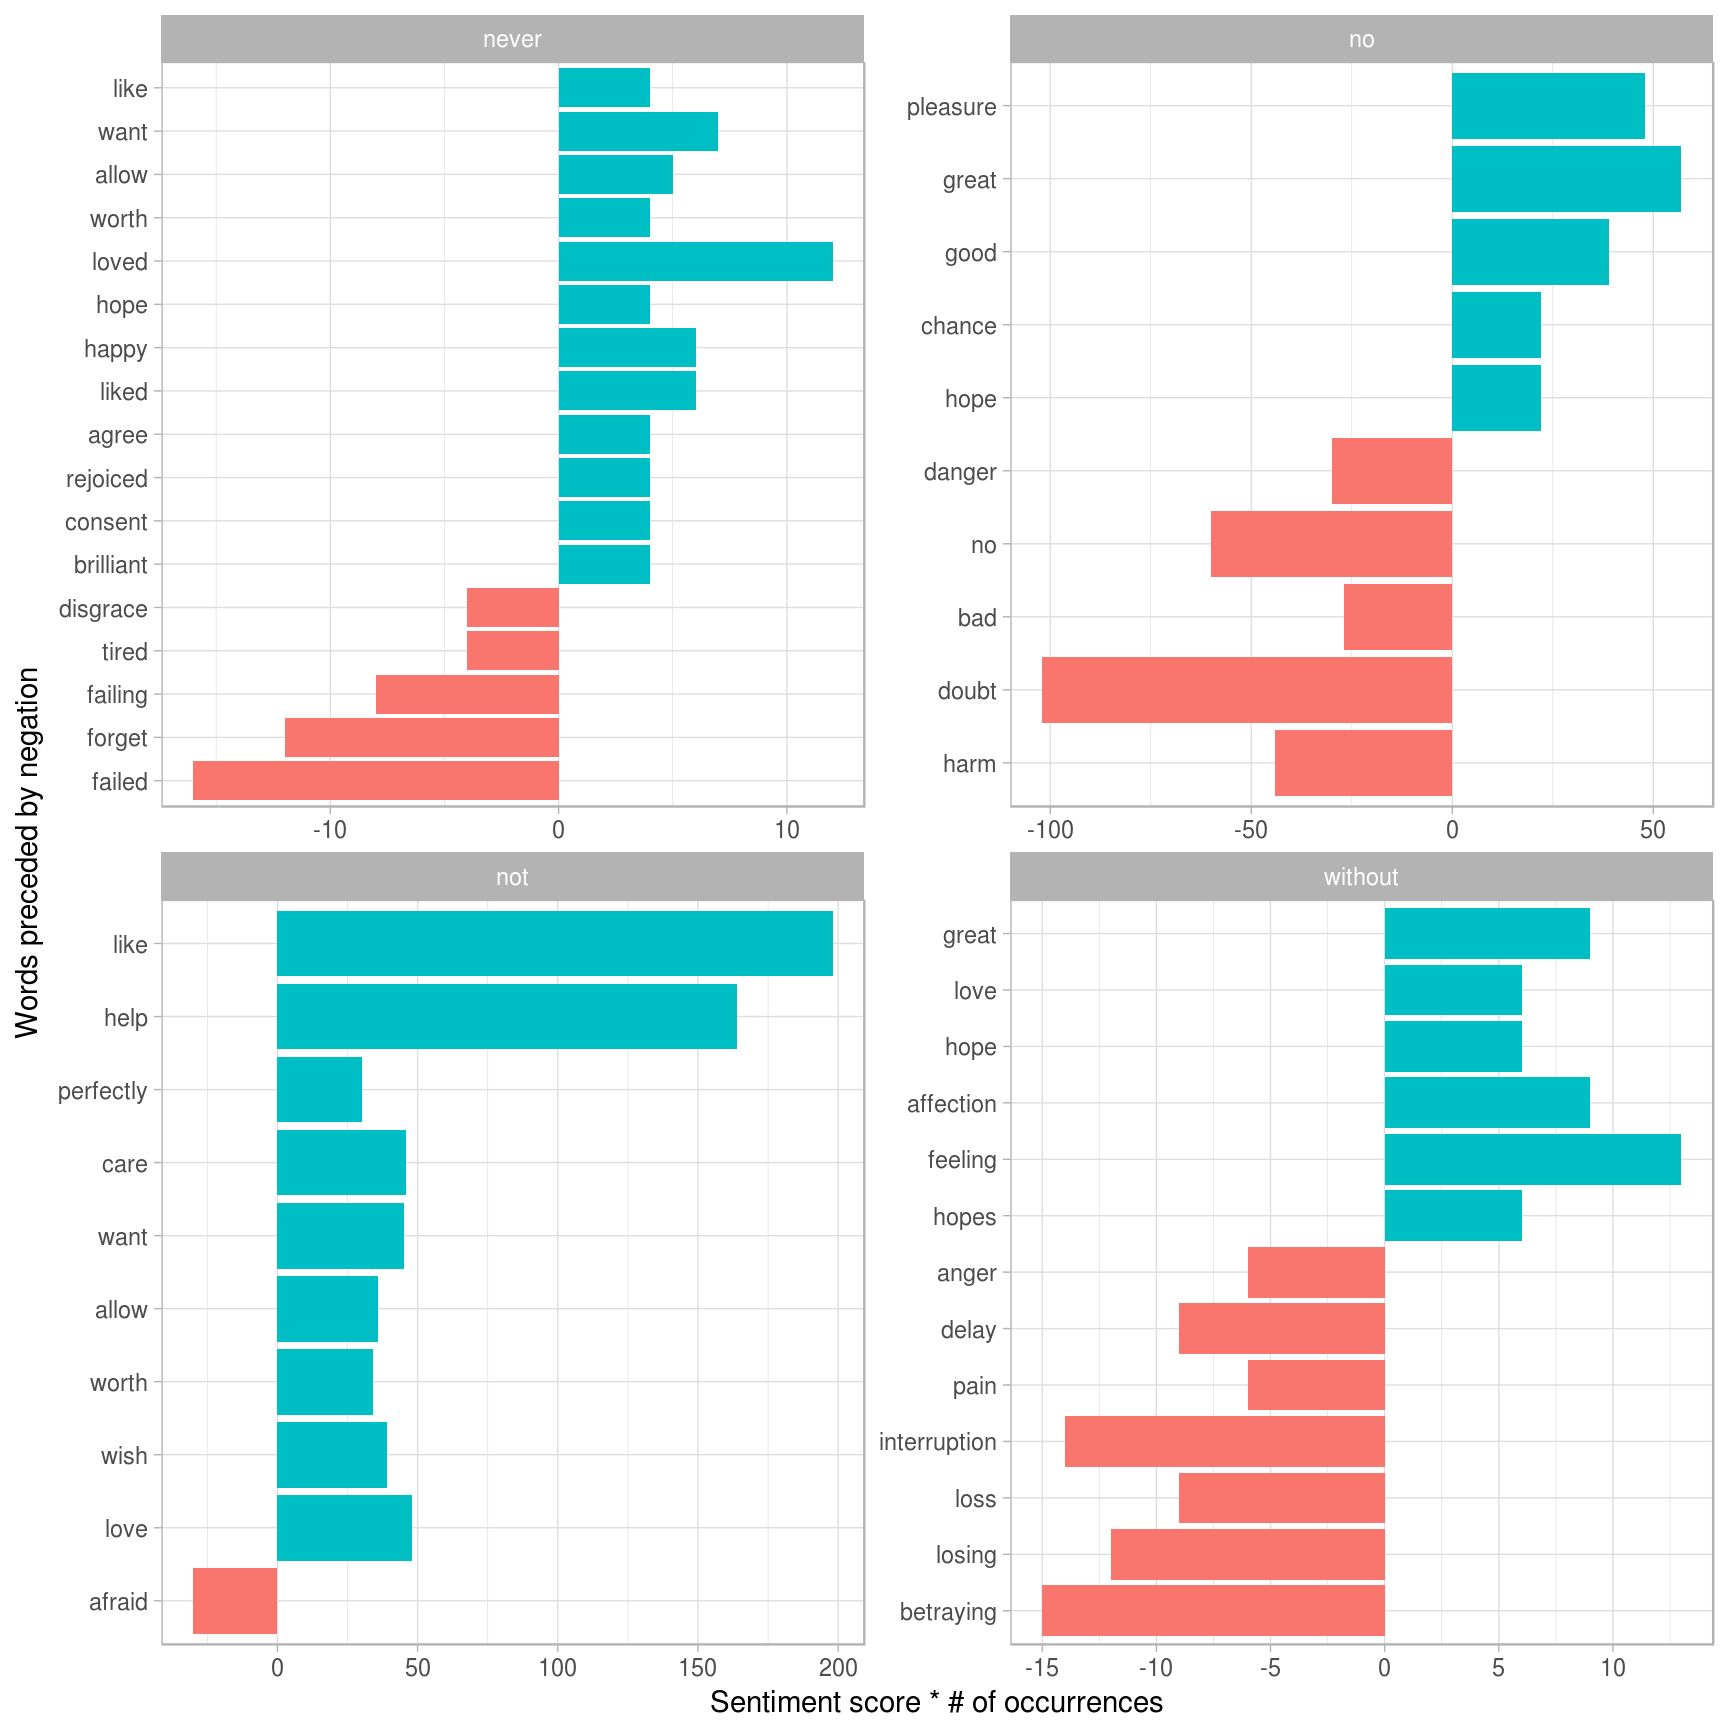 never
like
want
allow
worth
loved
hope
happy
liked
agree
rejoiced
consent
brilliant
disgrace
tired
failing
forget
failed
-10 0 10
no
pleasure
great
good
chance
hope
danger
no
bad
doubt
harm
-100 -50 0 50
not
like
help
perfectly
care
want
allow
worth
wish
love
afraid
0 50 100 150 200
without
great
love
hope
affection
feeling
hopes
anger
delay
pain
interruption
loss
losing
betraying
-15 -10 -5 0 5 10
Words preceded by negation
Sentiment score * # of occurrences